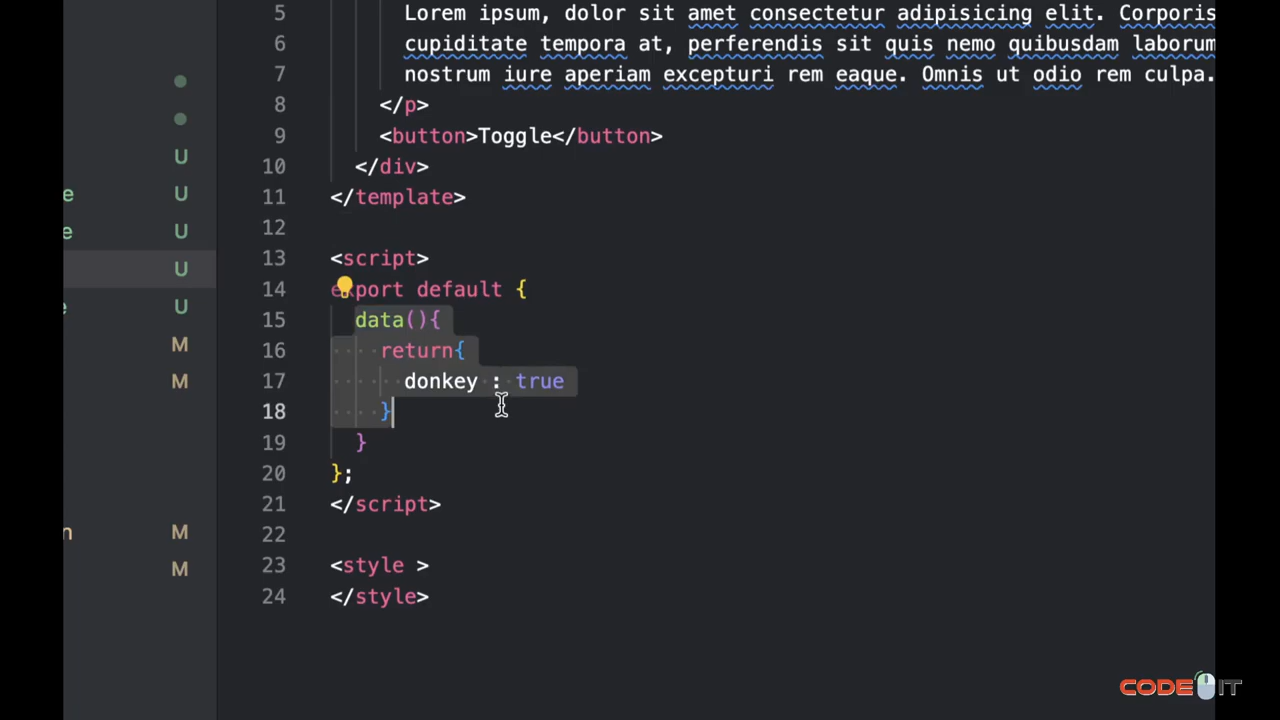 5 Lorem ipsum, dolor sit amet consectetur adipisicing elit. Corporis
6 cupiditate tempora at, perferendis sit quis nemo quibusdam laborum
7 nostrum iure aperiam excepturi rem eaque. Omnis ut odio rem culpa.
8 </p>
U 9 <button>Toggle</button>
10 </div>
e U 11 </template>
e U 12
13 <script>
U 14 export default {
e U 15 data(){
M 16 return{
M 17 donkey : true
18 }
19 }
20 };
21 </script>
n M 22
M 23 <style >
24 </style>
CODE IT